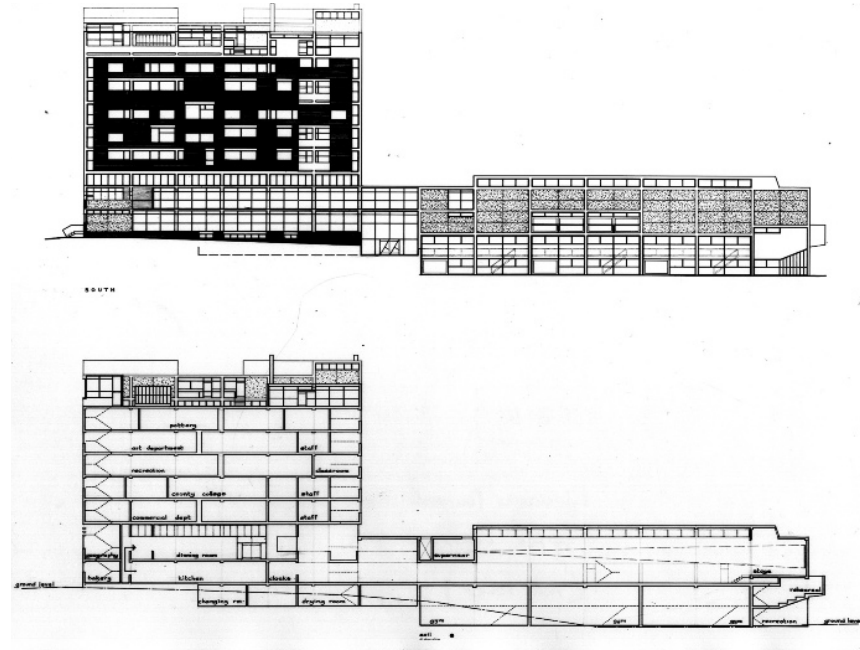 SOUTH
pottery
art department staff
recreation classroom
county college staff
commercial dept staff
dining room supervisor
bakery kitchen cloaks stage
ground level
changing rm drying room rehearsal
gym gym gym recreation ground level